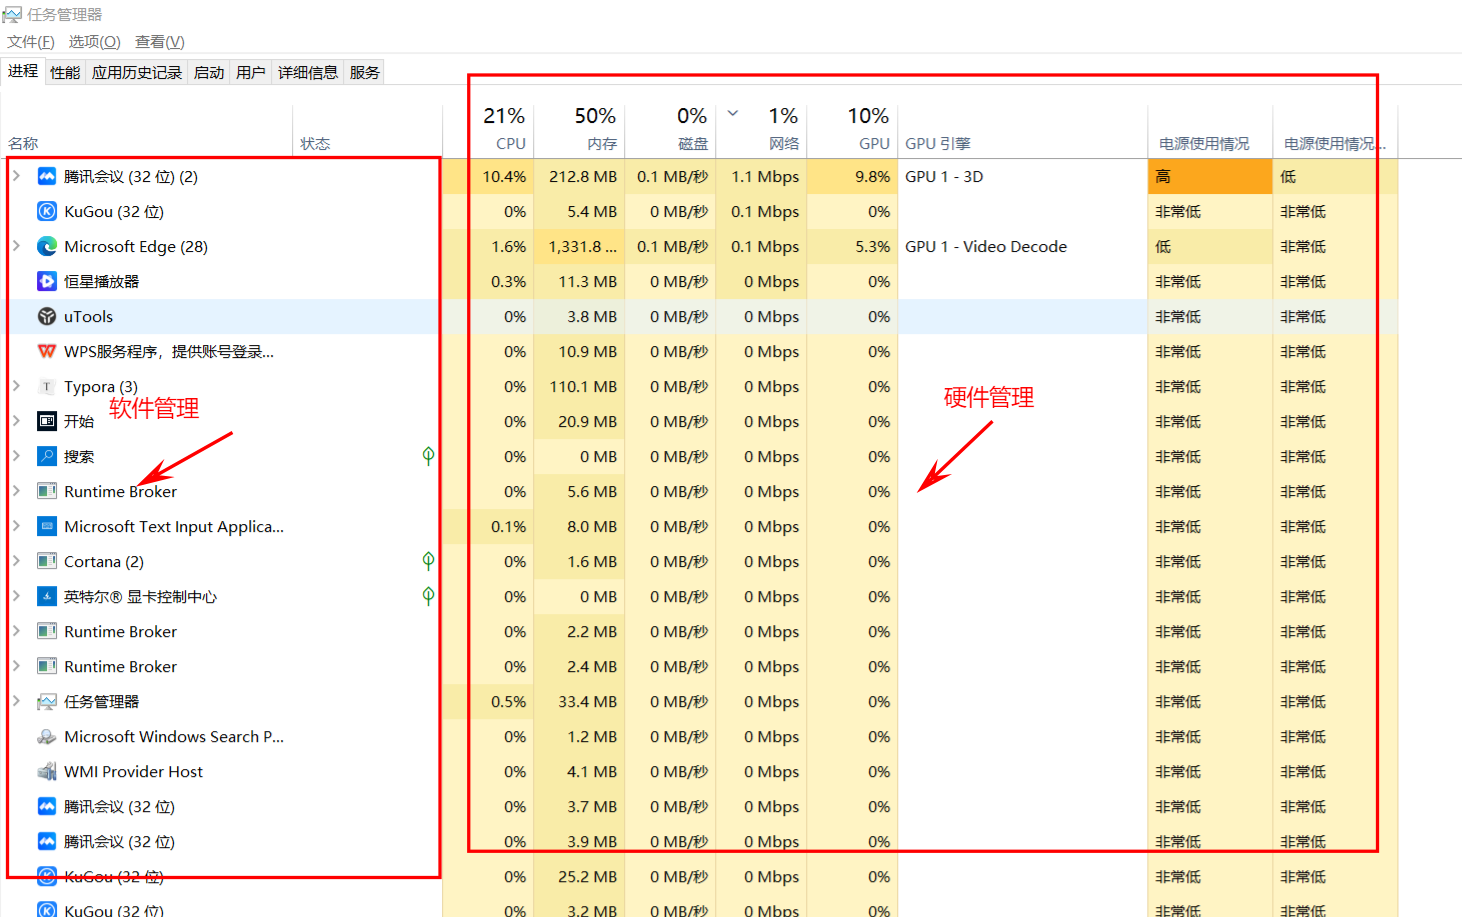 任务管理器
文件(F) 选项(O) 查看(V)
进程 性能 应用历史记录 启动 用户 详细信息 服务
21% 50% 0% 1% 10%
名称 状态 CPU 内存 磁盘 网络 GPU GPU 引擎 电源使用情况 电源使用情况...
腾讯会议 (32 位) (2) 10.4% 212.8 MB 0.1 MB/秒 1.1 Mbps 9.8% GPU 1 - 3D 高 低
KuGou (32 位) 0% 5.4 MB 0 MB/秒 0.1 Mbps 0% 非常低 非常低
Microsoft Edge (28) 1.6% 1,331.8 ... 0.1 MB/秒 0.1 Mbps 5.3% GPU 1 - Video Decode 低 非常低
恒星播放器 0.3% 11.3 MB 0 MB/秒 0 Mbps 0% 非常低 非常低
uTools 0% 3.8 MB 0 MB/秒 0 Mbps 0% 非常低 非常低
WPS服务程序，提供账号登录... 0% 10.9 MB 0 MB/秒 0 Mbps 0% 非常低 非常低
Typora (3) 0% 110.1 MB 0 MB/秒 0 Mbps 0% 非常低 非常低
软件管理 硬件管理
开始 0% 20.9 MB 0 MB/秒 0 Mbps 0% 非常低 非常低
搜索 0% 0 MB 0 MB/秒 0 Mbps 0% 非常低 非常低
Runtime Broker 0% 5.6 MB 0 MB/秒 0 Mbps 0% 非常低 非常低
Microsoft Text Input Applica... 0.1% 8.0 MB 0 MB/秒 0 Mbps 0% 非常低 非常低
Cortana (2) 0% 1.6 MB 0 MB/秒 0 Mbps 0% 非常低 非常低
英特尔® 显卡控制中心 0% 0 MB 0 MB/秒 0 Mbps 0% 非常低 非常低
Runtime Broker 0% 2.2 MB 0 MB/秒 0 Mbps 0% 非常低 非常低
Runtime Broker 0% 2.4 MB 0 MB/秒 0 Mbps 0% 非常低 非常低
任务管理器 0.5% 33.4 MB 0 MB/秒 0 Mbps 0% 非常低 非常低
Microsoft Windows Search P... 0% 1.2 MB 0 MB/秒 0 Mbps 0% 非常低 非常低
WMI Provider Host 0% 4.1 MB 0 MB/秒 0 Mbps 0% 非常低 非常低
腾讯会议 (32 位) 0% 3.7 MB 0 MB/秒 0 Mbps 0% 非常低 非常低
腾讯会议 (32 位) 0% 3.9 MB 0 MB/秒 0 Mbps 0% 非常低 非常低
KuGou (32 位) 0% 25.2 MB 0 MB/秒 0 Mbps 0% 非常低 非常低
KuGou (32 位) 0% 3.2 MB 0 MB/秒 0 Mbps 0% 非常低 非常低